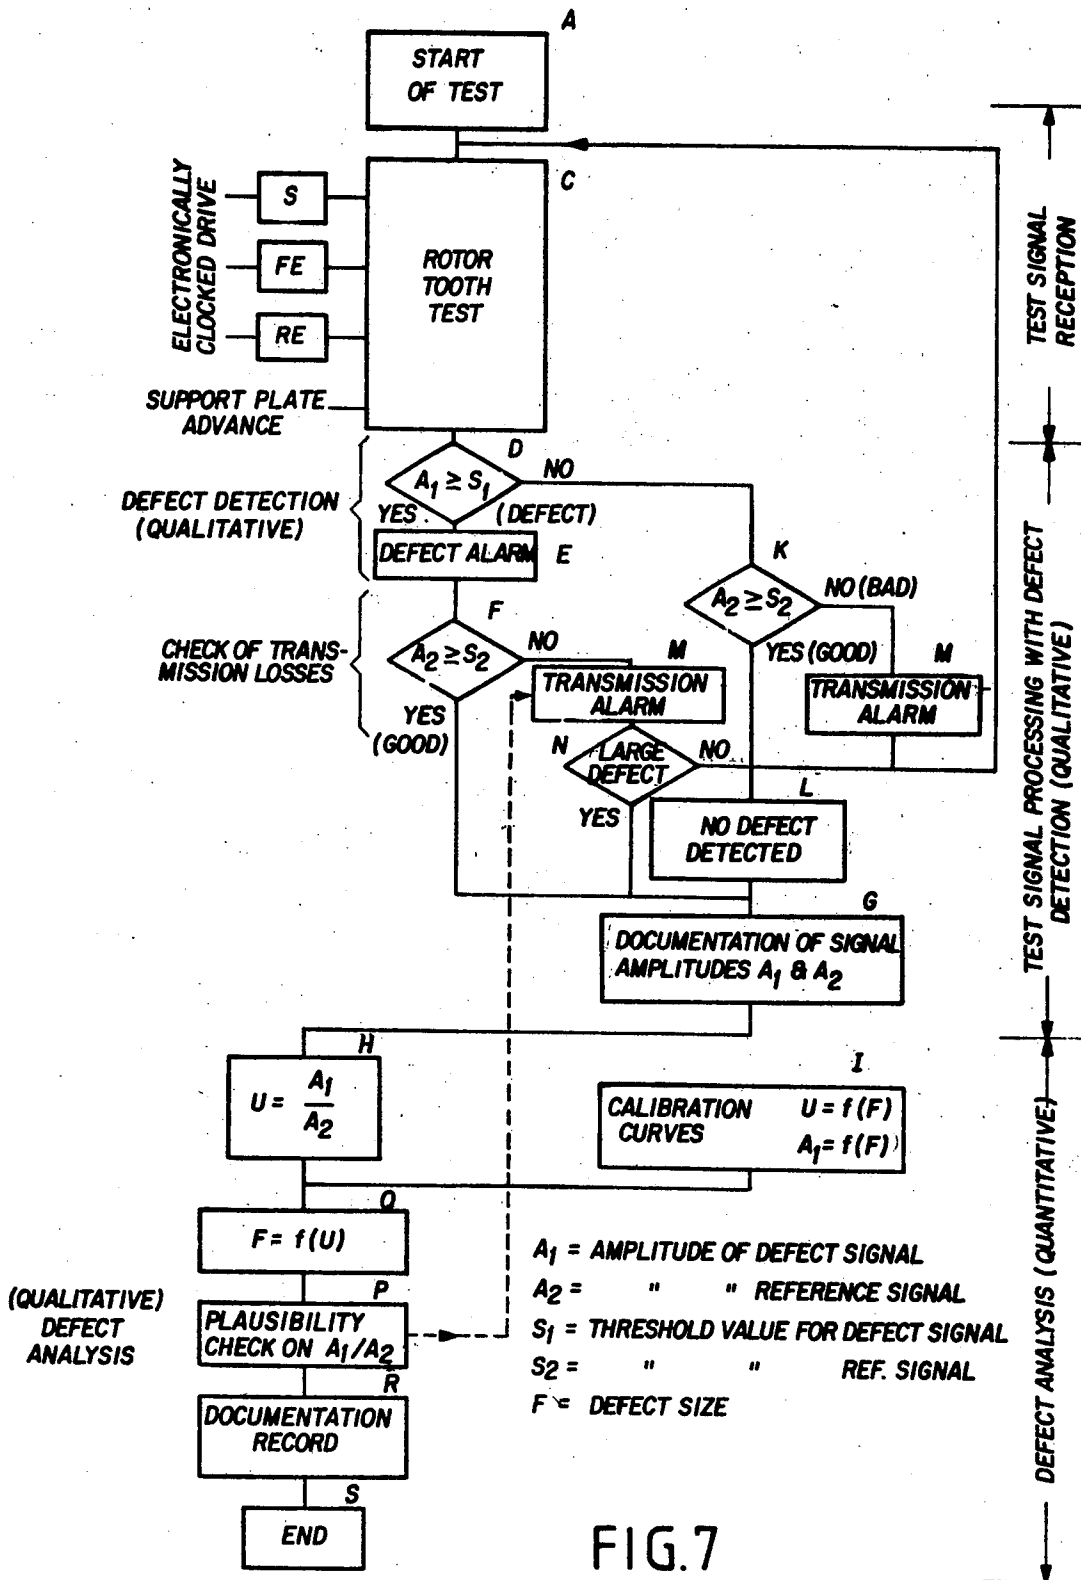 A
START
OF TEST
C
S
FE
RE
ELECTRONICALLY
CLOCKED DRIVE
ROTOR
TOOTH
TEST
SUPPORT PLATE
ADVANCE
TEST SIGNAL
RECEPTION
D
A1 ≥ S1
NO
YES
(DEFECT)
DEFECT DETECTION
(QUALITATIVE)
DEFECT ALARM
E
K
A2 ≥ S2
NO (BAD)
YES (GOOD)
F
A2 ≥ S2
NO
YES
(GOOD)
CHECK OF TRANS-
MISSION LOSSES
M
TRANSMISSION
ALARM
M
TRANSMISSION
ALARM
N
LARGE
DEFECT
NO
YES
L
NO DEFECT
DETECTED
G
DOCUMENTATION OF SIGNAL
AMPLITUDES A1 & A2
TEST SIGNAL PROCESSING WITH DEFECT
DETECTION (QUALITATIVE)
H
U = A1
A2
I
CALIBRATION U = f(F)
CURVES A1 = f(F)
O
F = f(U)
P
PLAUSIBILITY
CHECK ON A1/A2
(QUALITATIVE)
DEFECT
ANALYSIS
R
DOCUMENTATION
RECORD
S
END
A1 = AMPLITUDE OF DEFECT SIGNAL
A2 = " " REFERENCE SIGNAL
S1 = THRESHOLD VALUE FOR DEFECT SIGNAL
S2 = " " REF. SIGNAL
F = DEFECT SIZE
DEFECT ANALYSIS (QUANTITATIVE)
FIG.7